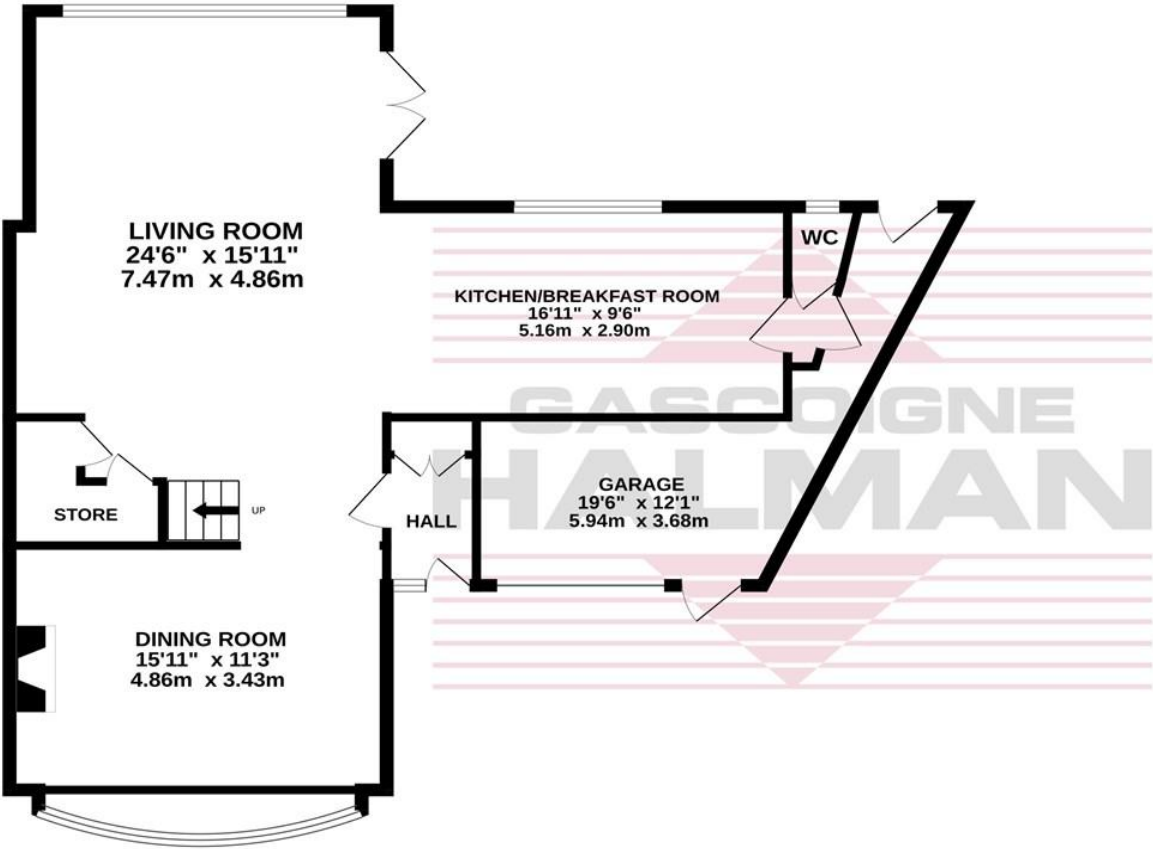 LIVING ROOM
24'6" x 15'11"
7.47m x 4.86m
WC
KITCHEN/BREAKFAST ROOM
16'11" x 9'6"
5.16m x 2.90m
GASCOIGNE
HALMAN
GARAGE
19'6" x 12'1"
5.94m x 3.68m
STORE
UP
HALL
DINING ROOM
15'11" x 11'3"
4.86m x 3.43m